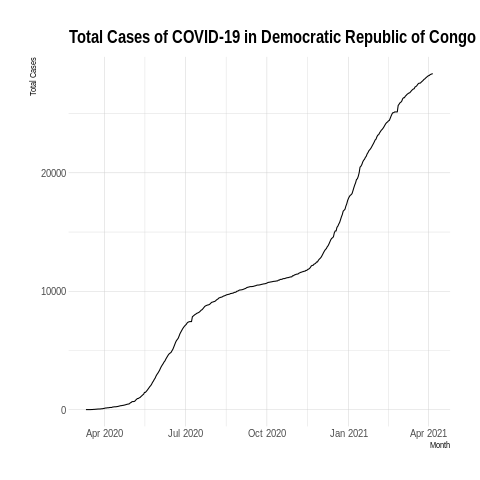 Total Cases of COVID-19 in Democratic Republic of Congo
Total Cases
20000
10000
0
Apr 2020 Jul 2020 Oct 2020 Jan 2021 Apr 2021
Month